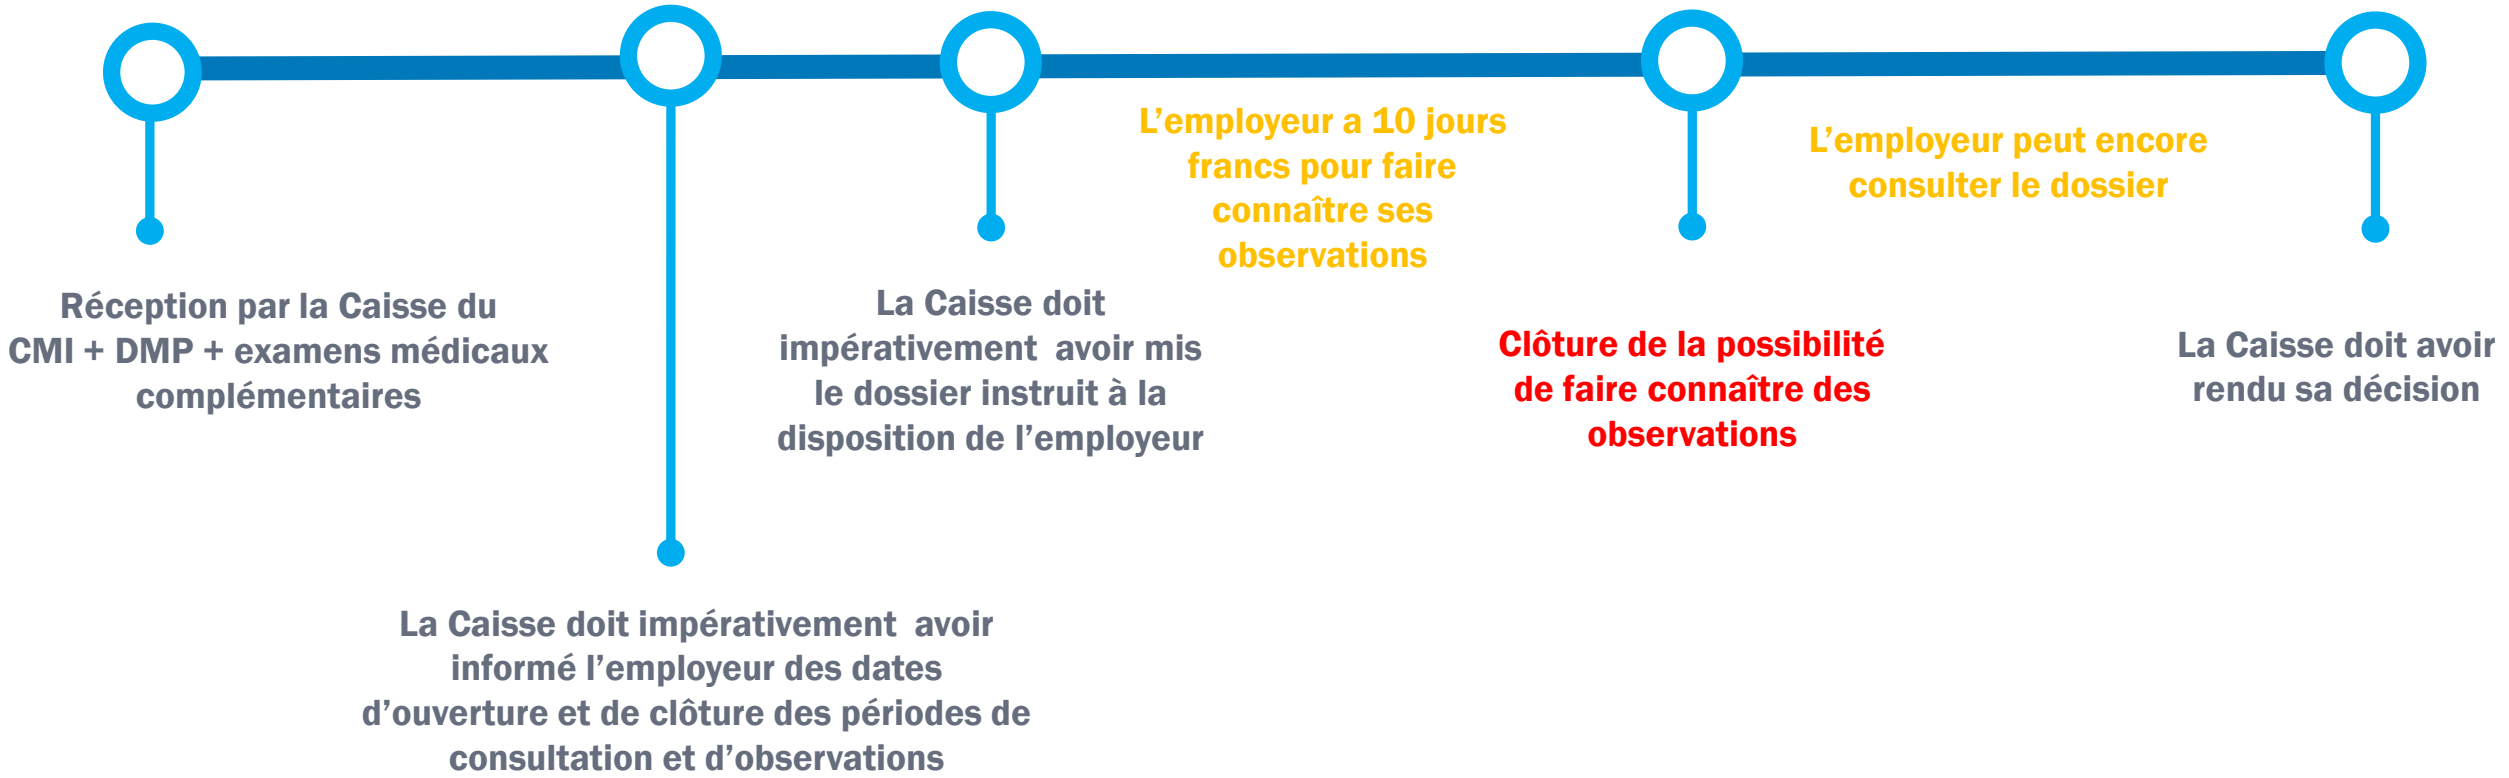 Réception par la Caisse du
CMI + DMP + examens médicaux
complémentaires
La Caisse doit impérativement  avoir
informé l’employeur des dates
d’ouverture et de clôture des périodes de
consultation et d’observations
La Caisse doit
impérativement  avoir mis
le dossier instruit à la
disposition de l’employeur
L’employeur a 10 jours
francs pour faire
connaître ses
observations
Clôture de la possibilité
de faire connaître des
observations
L’employeur peut encore
consulter le dossier
La Caisse doit avoir
rendu sa décision